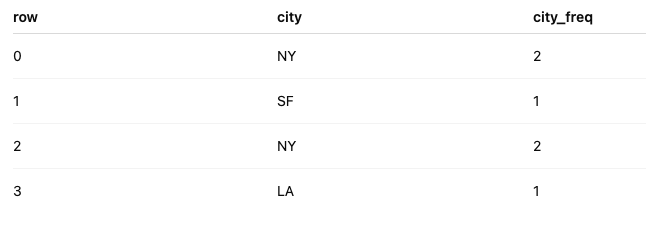 row city city_freq
0 NY 2
1 SF 1
2 NY 2
3 LA 1